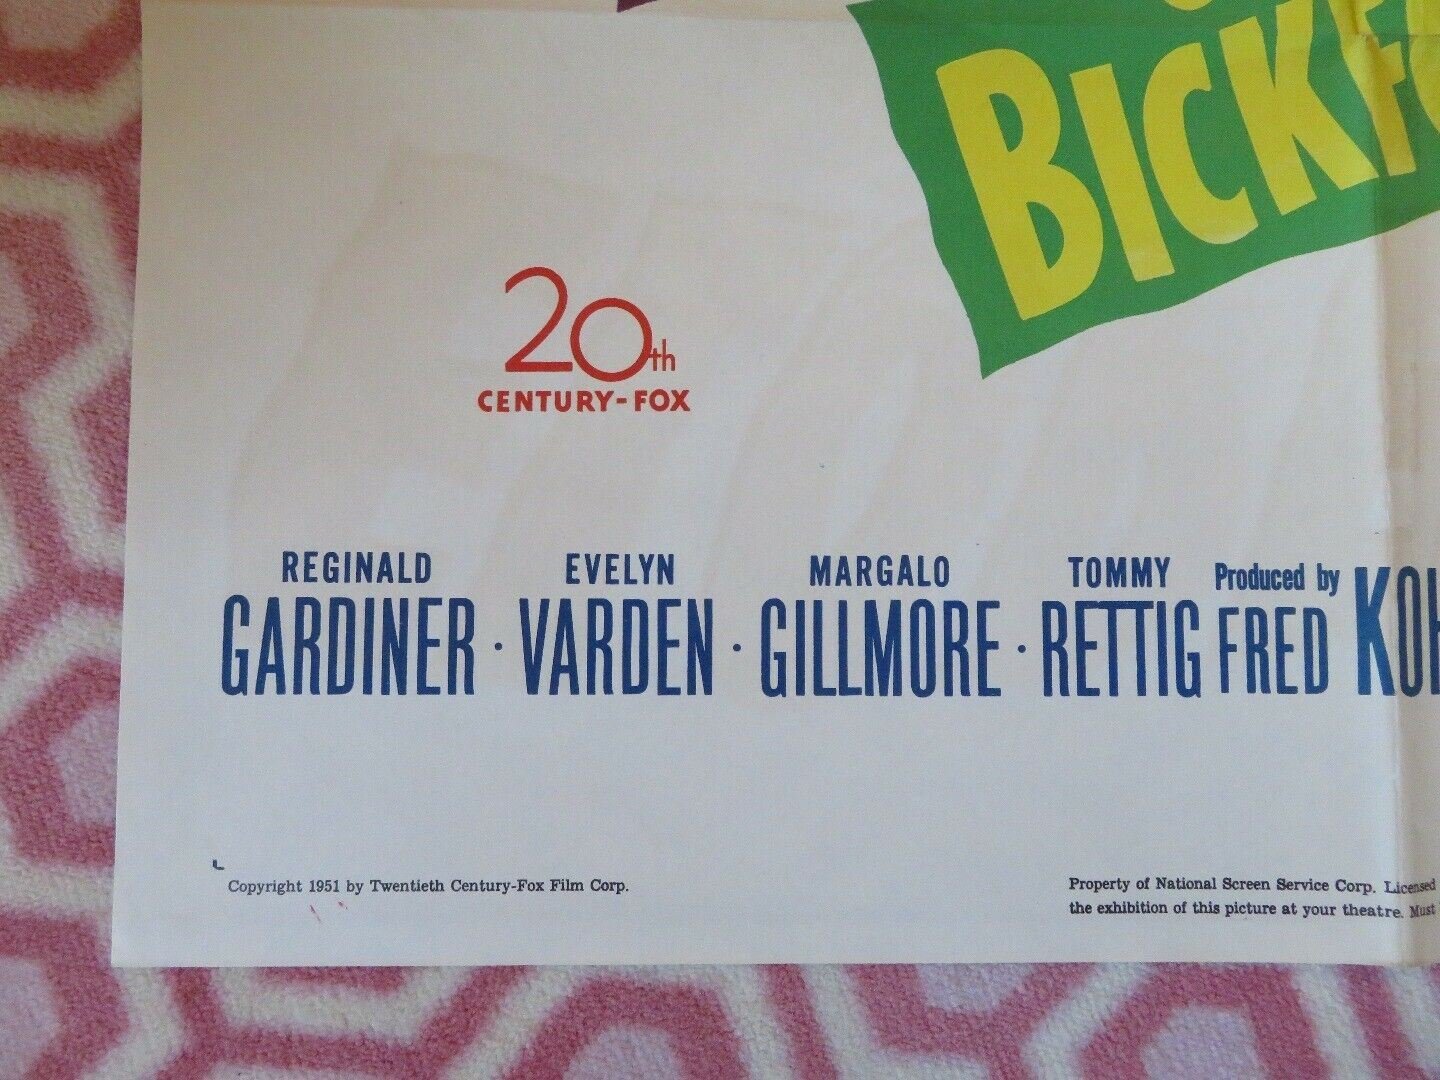 BICKFO
20th
CENTURY-FOX
REGINALD GARDINER · EVELYN VARDEN · MARGALO GILLMORE · TOMMY RETTIG
Produced by FRED KOH
Copyright 1951 by Twentieth Century-Fox Film Corp.
Property of National Screen Service Corp. Licensed
the exhibition of this picture at your theatre. Must